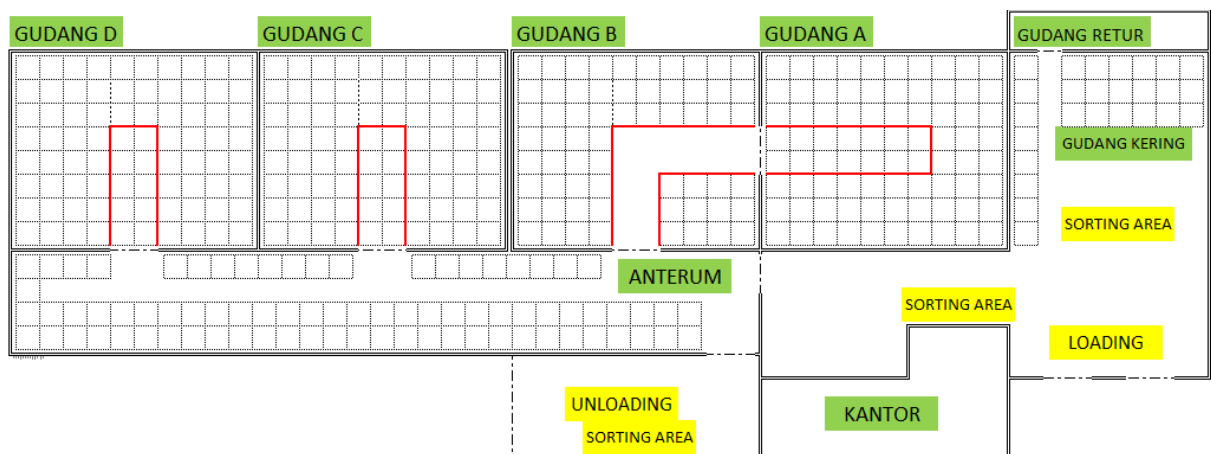 GUDANG D
GUDANG C
GUDANG B
GUDANG A
GUDANG RETUR
GUDANG KERING
SORTING AREA
ANTERUM
SORTING AREA
LOADING
UNLOADING
KANTOR
SORTING AREA